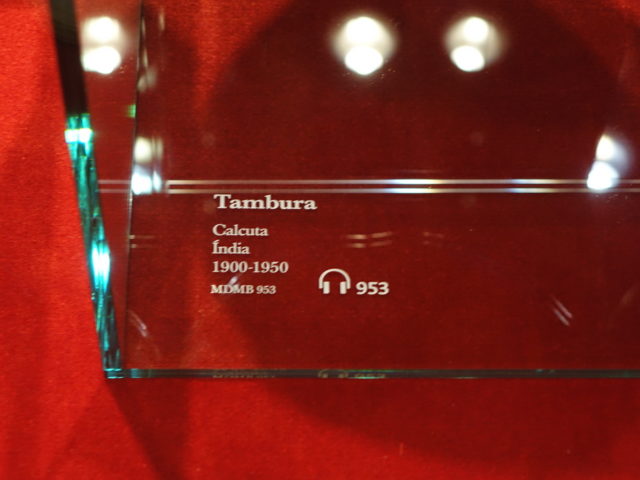 Tambura
Calcuta
Índia
1900-1950
MDMB 953
953